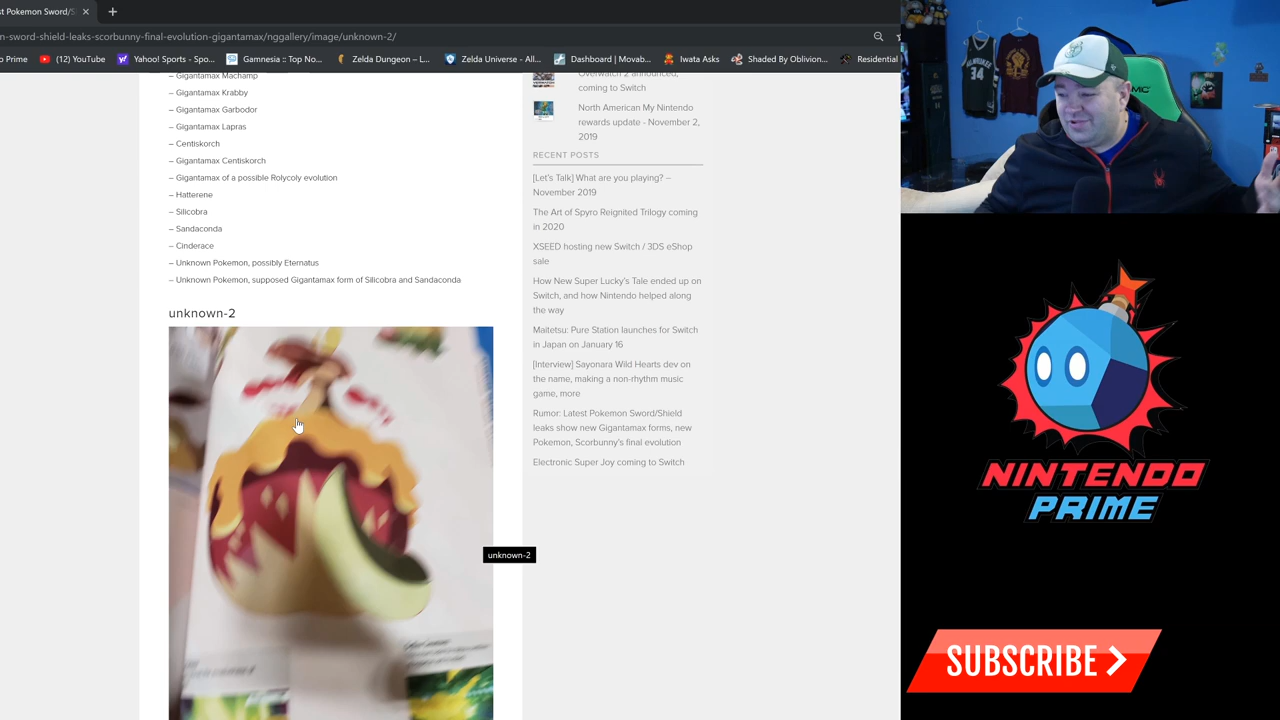 st Pokemon Sword/S
n-sword-shield-leaks-scorbunny-final-evolution-gigantamax/nggallery/image/unknown-2/
o Prime
(12) YouTube
Yahoo! Sports - Spo...
Gamnesia :: Top No...
Zelda Dungeon – L...
Zelda Universe - All...
Dashboard | Movab...
Iwata Asks
Shaded By Oblivion...
Residential
– Gigantamax Machamp
– Gigantamax Krabby
– Gigantamax Garbodor
– Gigantamax Lapras
– Centiskorch
– Gigantamax Centiskorch
– Gigantamax of a possible Rolycoly evolution
– Hatterene
– Silicobra
– Sandaconda
– Cinderace
– Unknown Pokemon, possibly Eternatus
– Unknown Pokemon, supposed Gigantamax form of Silicobra and Sandaconda
unknown-2
unknown-2
Overwatch 2 announced,
coming to Switch
North American My Nintendo
rewards update - November 2,
2019
RECENT POSTS
[Let's Talk] What are you playing? –
November 2019
The Art of Spyro Reignited Trilogy coming
in 2020
XSEED hosting new Switch / 3DS eShop
sale
How New Super Lucky's Tale ended up on
Switch, and how Nintendo helped along
the way
Maitetsu: Pure Station launches for Switch
in Japan on January 16
[Interview] Sayonara Wild Hearts dev on
the name, making a non-rhythm music
game, more
Rumor: Latest Pokemon Sword/Shield
leaks show new Gigantamax forms, new
Pokemon, Scorbunny's final evolution
Electronic Super Joy coming to Switch
34
MIC
NINTENDO
PRIME
SUBSCRIBE